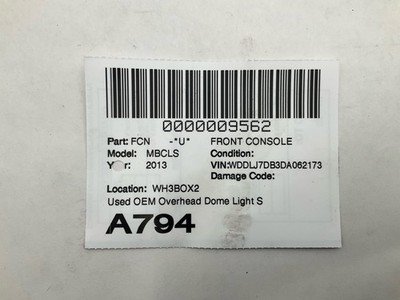 0000009562
Part: FCN -*U* FRONT CONSOLE
Model: MBCLS Condition:
Year: 2013 VIN:WDDLJ7DB3DA062173
Damage Code:
Location: WH3BOX2
Used OEM Overhead Dome Light S
A794